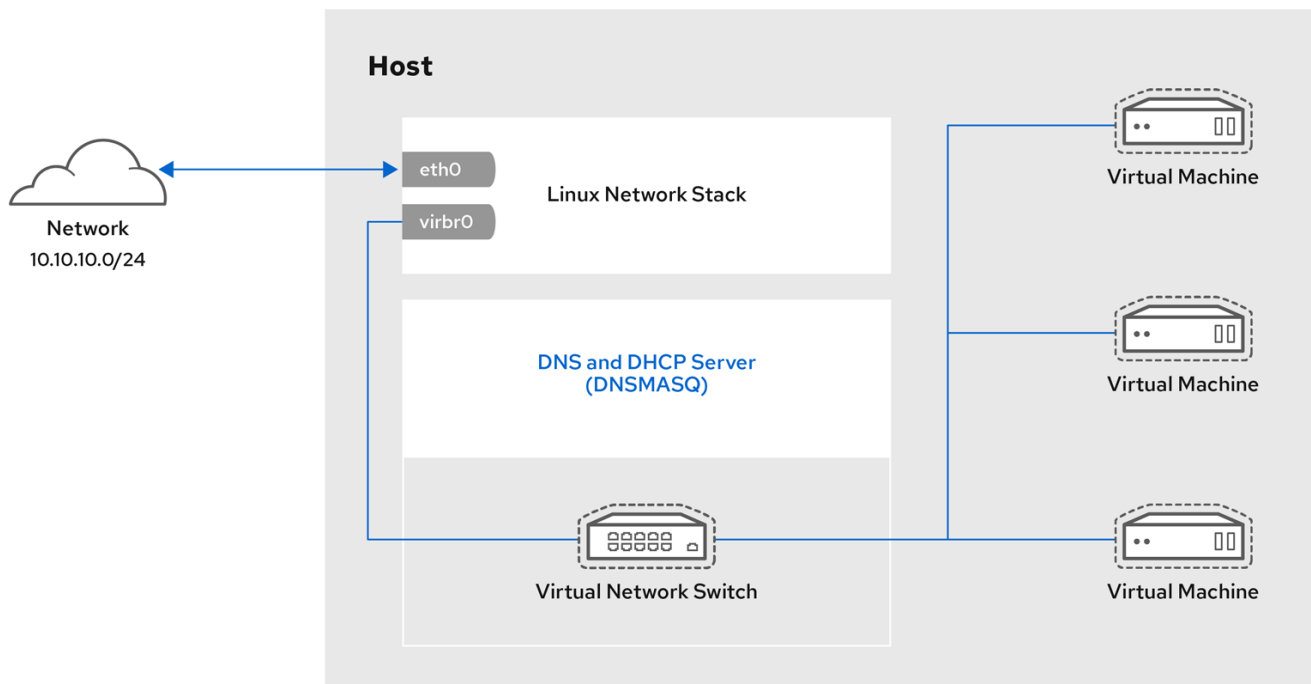 Host
eth0
Linux Network Stack
virbr0
Network
10.10.10.0/24
DNS and DHCP Server
(DNSMASQ)
Virtual Network Switch
Virtual Machine
Virtual Machine
Virtual Machine